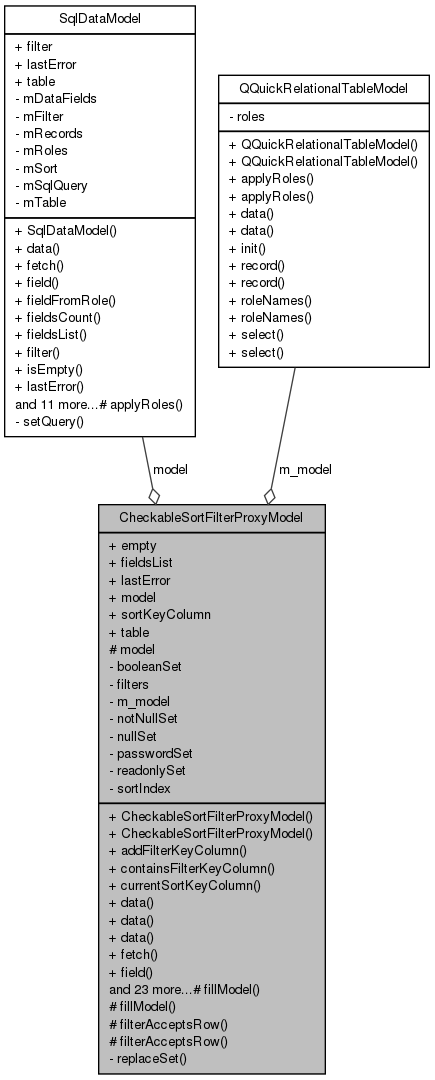 SqlDataModel
+ filter
+ lastError
+ table
- mDataFields
- mFilter
- mRecords
- mRoles
- mSort
- mSqlQuery
- mTable
+ SqlDataModel()
+ data()
+ fetch()
+ field()
+ fieldFromRole()
+ fieldsCount()
+ fieldsList()
+ filter()
+ isEmpty()
+ lastError()
and 11 more...# applyRoles()
- setQuery()
QQuickRelationalTableModel
- roles
+ QQuickRelationalTableModel()
+ QQuickRelationalTableModel()
+ applyRoles()
+ applyRoles()
+ data()
+ data()
+ init()
+ record()
+ record()
+ roleNames()
+ roleNames()
+ select()
+ select()
model
m_model
CheckableSortFilterProxyModel
+ empty
+ fieldsList
+ lastError
+ model
+ sortKeyColumn
+ table
# model
- booleanSet
- filters
- m_model
- notNullSet
- nullSet
- passwordSet
- readonlySet
- sortIndex
+ CheckableSortFilterProxyModel()
+ CheckableSortFilterProxyModel()
+ addFilterKeyColumn()
+ containsFilterKeyColumn()
+ currentSortKeyColumn()
+ data()
+ data()
+ data()
+ fetch()
+ field()
and 23 more...# fillModel()
# fillModel()
# filterAcceptsRow()
# filterAcceptsRow()
- replaceSet()